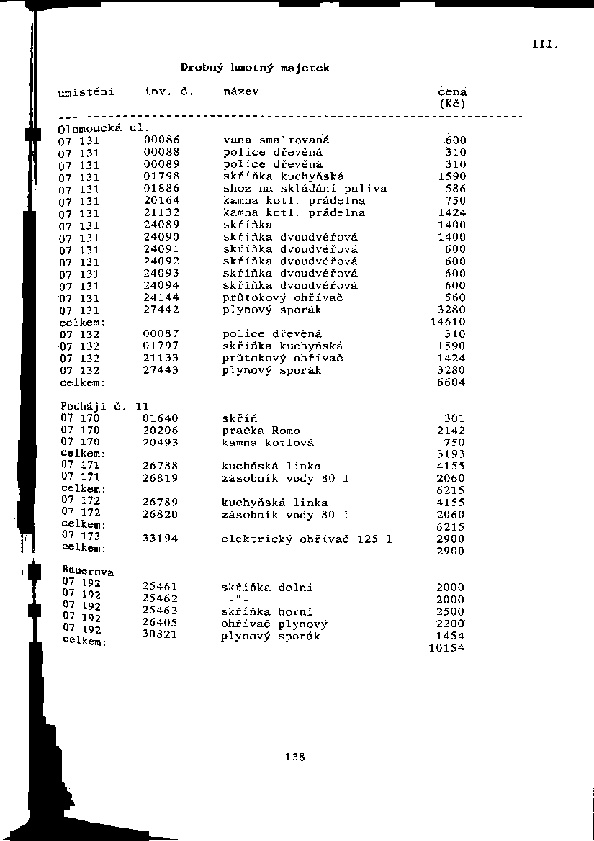 III.
Drobný hmotný majetek
umístění inv. č. název cena
(Kč)
Olomoucká ul.
07 131 00086 vana smaltovaná 600
07 131 00088 police dřevěná 310
07 131 00089 police dřevěná 310
07 131 01798 skříňka kuchyňská 1590
07 131 01886 shoz na skládání paliva 586
07 131 20164 kamna kotl. prádelna 750
07 131 21132 kamna kotl. prádelna 1424
07 131 24089 skříňka 1400
07 131 24090 skříňka dvoudvéřová 1400
07 131 24091 skříňka dvoudvéřová 600
07 131 24092 skříňka dvoudvéřová 600
07 131 24093 skříňka dvoudvéřová 600
07 131 24094 skříňka dvoudvéřová 600
07 131 24144 průtokový ohřívač 560
07 131 27442 plynový sporák 3280
celkem: 14610
07 132 00087 police dřevěná 310
07 132 01797 skříňka kuchyňská 1590
07 132 21133 průtokový ohřívač 1424
07 132 27443 plynový sporák 3280
celkem: 6604
Pocháji č. 11
07 170 01640 skříň 301
07 170 20206 pračka Romo 2142
07 170 20493 kamna kotlová 750
celkem: 3193
07 171 26788 kuchňská linka 4155
07 171 26819 zásobník vody 80 l 2060
celkem: 6215
07 172 26789 kuchyňská linka 4155
07 172 26820 zásobník vody 80 l 2060
celkem: 6215
07 173 33194 elektrický ohřívač 125 l 2900
celkem: 2900
Bauerova
07 192 25461 skříňka dolní 2000
07 192 25462 -"- 2000
07 192 25463 skříňka horní 2500
07 192 26405 ohřívač plynový 2200
07 192 30821 plynový sporák 1454
celkem: 10154
138